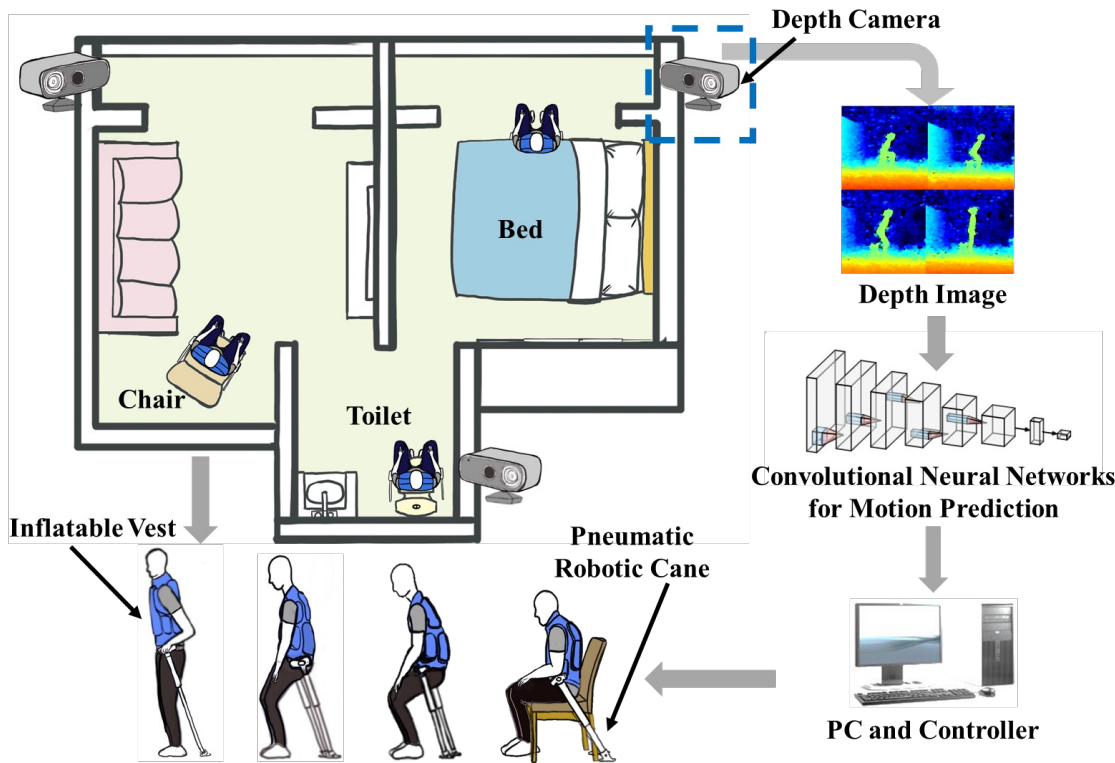 Depth Camera
Bed
Depth Image
Chair
Toilet
Convolutional Neural Networks
for Motion Prediction
Inflatable Vest
Pneumatic
Robotic Cane
PC and Controller